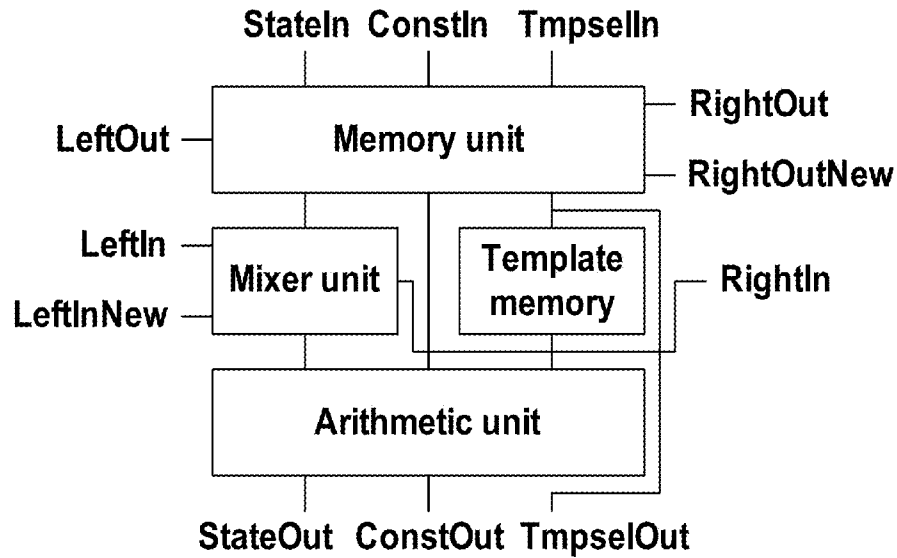 StateIn ConstIn TmpselIn
RightOut
LeftOut
Memory unit
RightOutNew
LeftIn
Mixer unit
Template
memory
RightIn
LeftInNew
Arithmetic unit
StateOut ConstOut TmpselOut